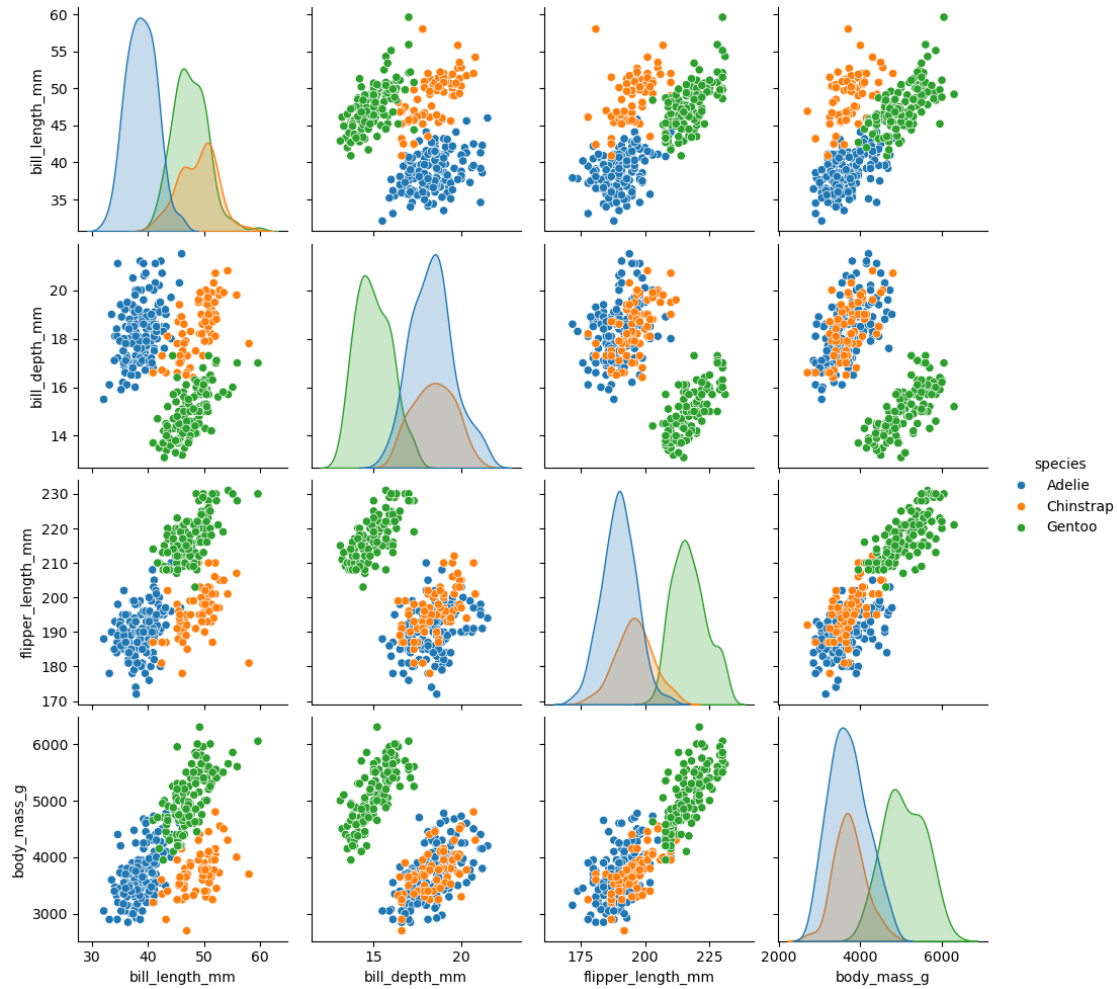 60
55
50
45
40
35
bill_length_mm
20
18
16
14
bill_depth_mm
species
Adelie
Chinstrap
Gentoo
230
220
210
200
190
180
170
flipper_length_mm
6000
5000
4000
3000
body_mass_g
30 40 50 60
15 20
175 200 225
2000 4000 6000
bill_length_mm bill_depth_mm flipper_length_mm body_mass_g